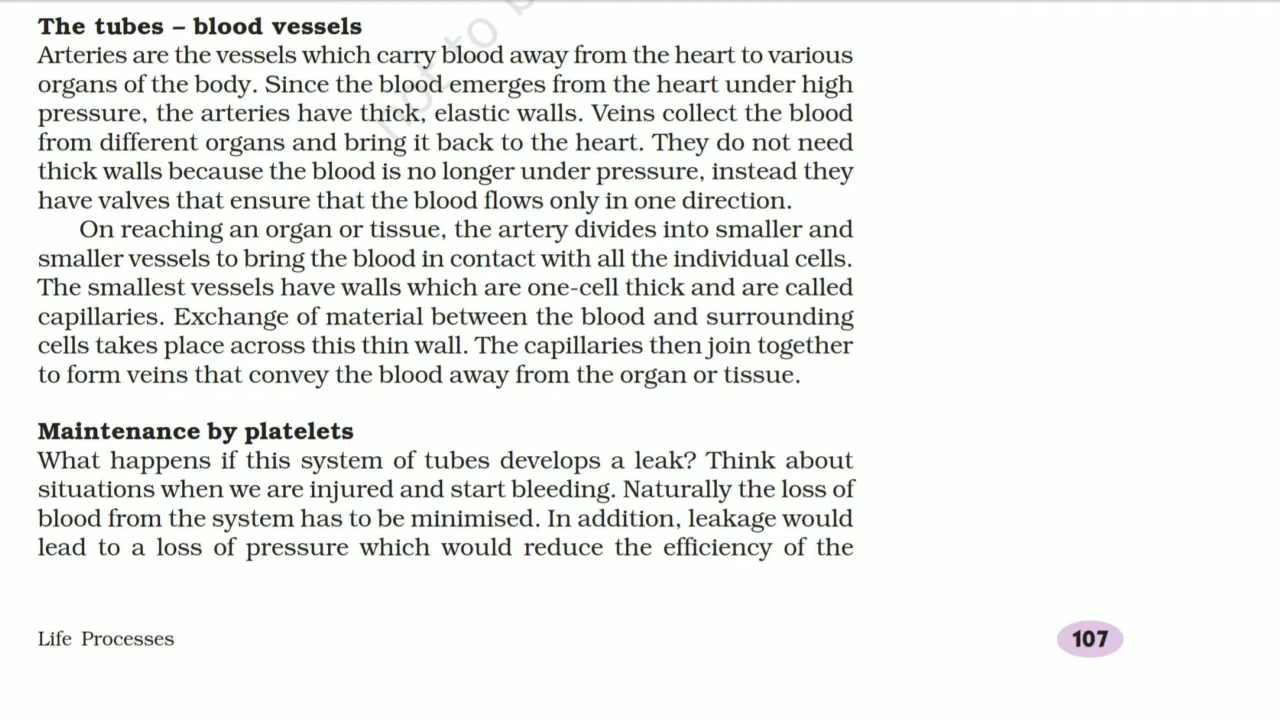 The tubes – blood vessels
Arteries are the vessels which carry blood away from the heart to various
organs of the body. Since the blood emerges from the heart under high
pressure, the arteries have thick, elastic walls. Veins collect the blood
from different organs and bring it back to the heart. They do not need
thick walls because the blood is no longer under pressure, instead they
have valves that ensure that the blood flows only in one direction.
On reaching an organ or tissue, the artery divides into smaller and
smaller vessels to bring the blood in contact with all the individual cells.
The smallest vessels have walls which are one-cell thick and are called
capillaries. Exchange of material between the blood and surrounding
cells takes place across this thin wall. The capillaries then join together
to form veins that convey the blood away from the organ or tissue.
Maintenance by platelets
What happens if this system of tubes develops a leak? Think about
situations when we are injured and start bleeding. Naturally the loss of
blood from the system has to be minimised. In addition, leakage would
lead to a loss of pressure which would reduce the efficiency of the
Life Processes
107
not to b